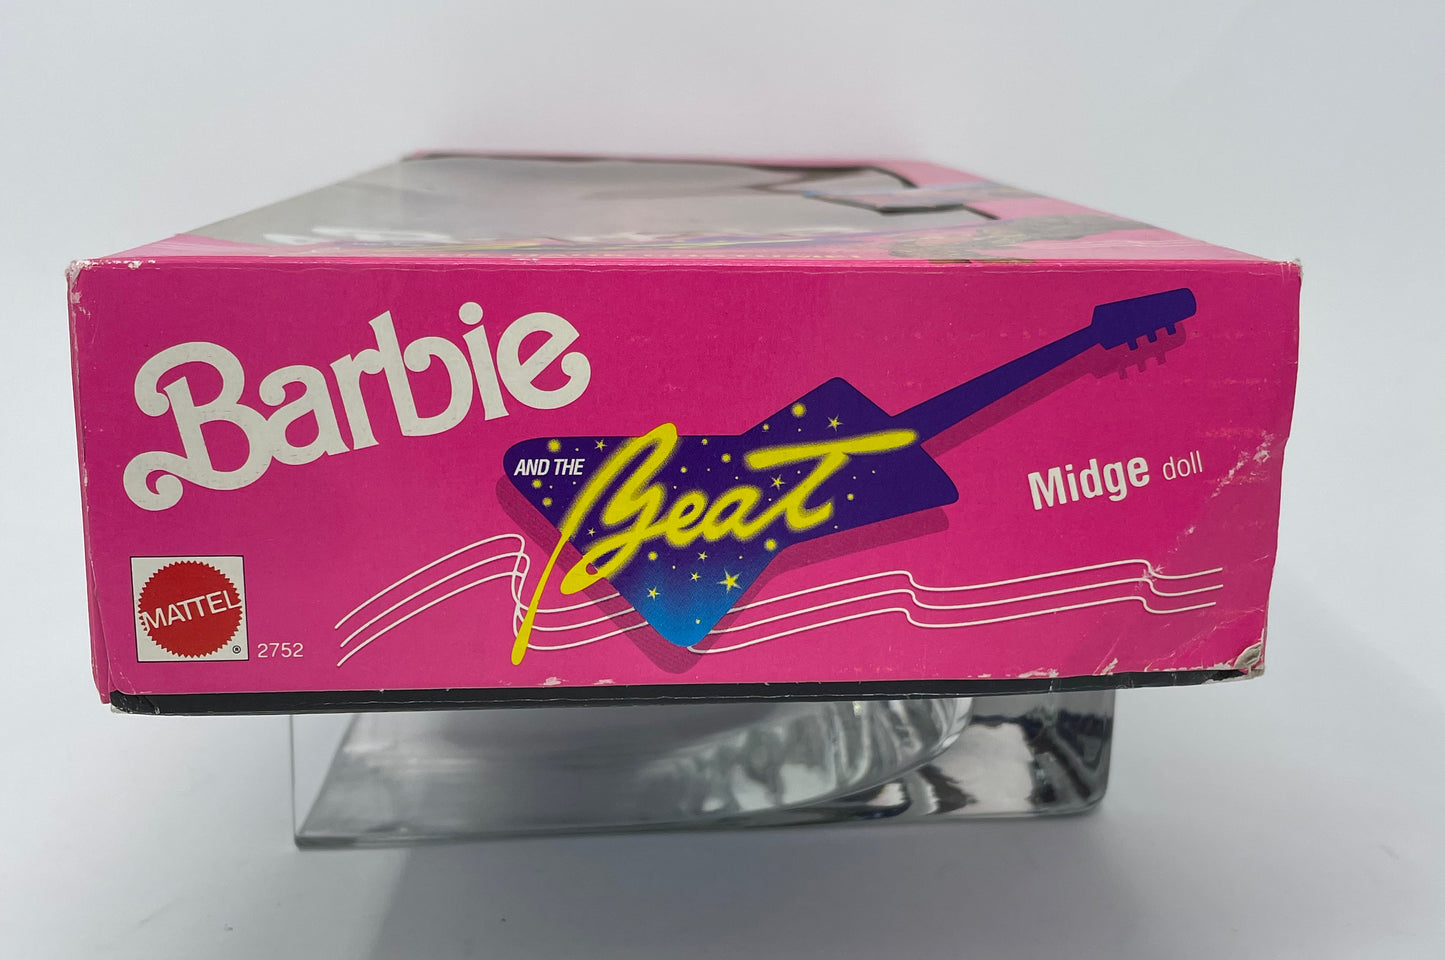 Barbie
AND THE Beat
Midge doll
MATTEL
®
2752